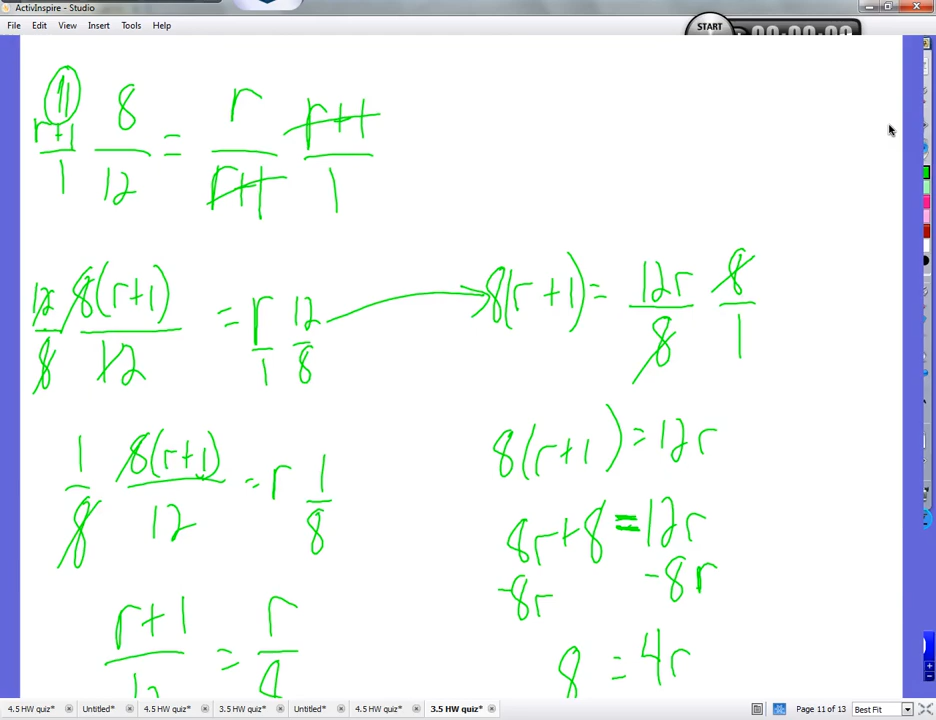 ActivInspire - Studio
File Edit View Insert Tools Help
START
11
r+1/1 8/12 = r/r+1 r+1/1
12/8 8(r+1)/12 = r/1 12/8
1/8 8(r+1)/12 = r 1/8
r+1/12 = r/8
8(r+1) = 12r/8 8/1
8(r+1) = 12r
8r+8 = 12r
-8r -8r
8 = 4r
4.5 HW quiz* Untitled* 4.5 HW quiz* 3.5 HW quiz* Untitled* 4.5 HW quiz* 3.5 HW quiz* Page 11 of 13 Best Fit